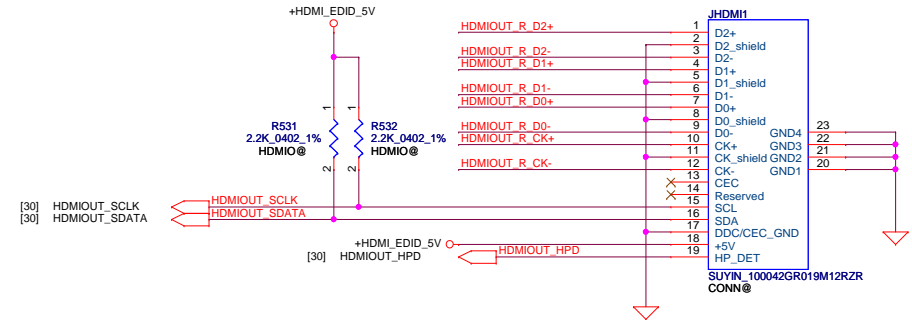 +HDMI_EDID_5V
JHDMI1
HDMIOUT_R_D2+ 1 D2+
2 D2_shield
HDMIOUT_R_D2- 3 D2-
HDMIOUT_R_D1+ 4 D1+
5 D1_shield
HDMIOUT_R_D1- 6 D1-
HDMIOUT_R_D0+ 7 D0+
8 D0_shield
HDMIOUT_R_D0- 9 D0- GND4 23
HDMIOUT_R_CK+ 10 CK+ GND3 22
11 CK_shield GND2 21
HDMIOUT_R_CK- 12 CK- GND1 20
13 CEC
14 Reserved
15 SCL
16 SDA
17 DDC/CEC_GND
18 +5V
19 HP_DET
1 1
R531 R532
2.2K_0402_1% 2.2K_0402_1%
HDMIO@ HDMIO@
2 2
[30] HDMIOUT_SCLK HDMIOUT_SCLK
[30] HDMIOUT_SDATA HDMIOUT_SDATA
+HDMI_EDID_5V
[30] HDMIOUT_HPD HDMIOUT_HPD
SUYIN_100042GR019M12RZR
CONN@